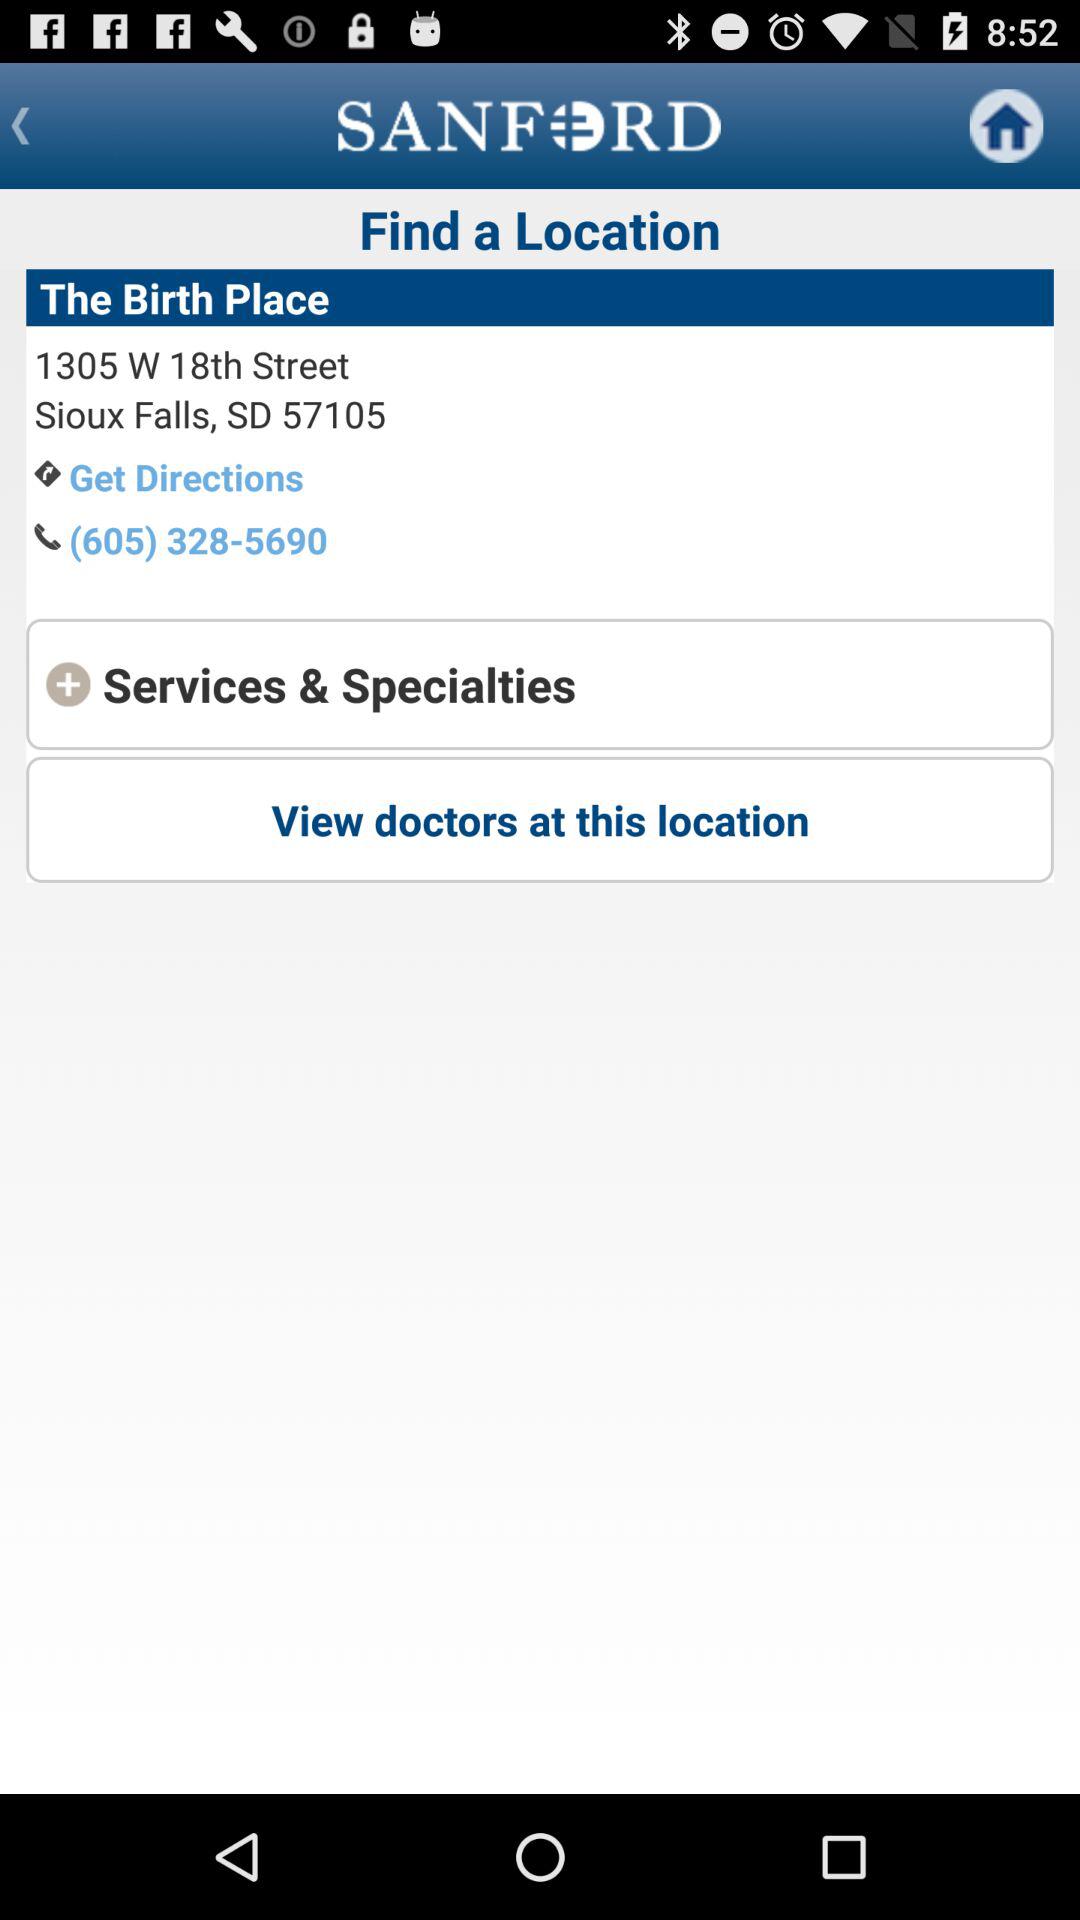 8:52
SANFORD
Find a Location
The Birth Place
1305 W 18th Street
Sioux Falls, SD 57105
Get Directions
(605) 328-5690
Services & Specialties
View doctors at this location